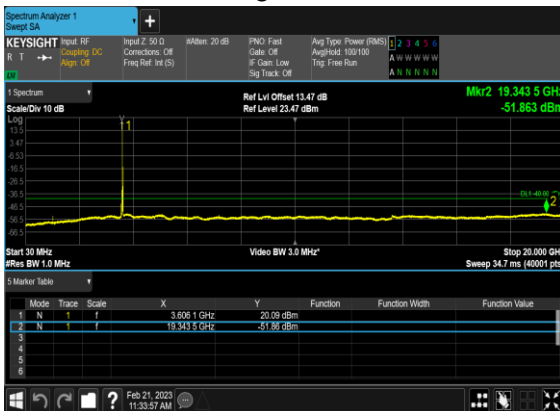 Spectrum Analyzer 1
Swept SA
+
KEYSIGHT Input: RF Input Z: 50 Ω #Atten: 20 dB PNO: Fast Avg Type: Power (RMS) 1 2 3 4 5 6
R T Coupling: DC Corrections: Off Gate: Off Avg|Hold: 100/100 A W W W W W
Align: Off Freq Ref: Int (S) IF Gain: Low Trig: Free Run
LV Sig Track: Off A N N N N N
1 Spectrum Ref Lvl Offset 13.47 dB Mkr2 19.343 5 GHz
Scale/Div 10 dB Ref Level 23.47 dBm -51.863 dBm
Log
1
13.5
3.47
-6.53
-16.5
-26.5
-36.5 DL1 -40.00
2
-46.5
-56.5
-66.5
Start 30 MHz Video BW 3.0 MHz* Stop 20.000 GHz
#Res BW 1.0 MHz Sweep 34.7 ms (40001 pts)
5 Marker Table
Mode Trace Scale X Y Function Function Width Function Value
1 N 1 f 3.606 1 GHz 20.09 dBm
2 N 1 f 19.343 5 GHz -51.86 dBm
3
4
5
6
? Feb 21, 2023
11:33:57 AM